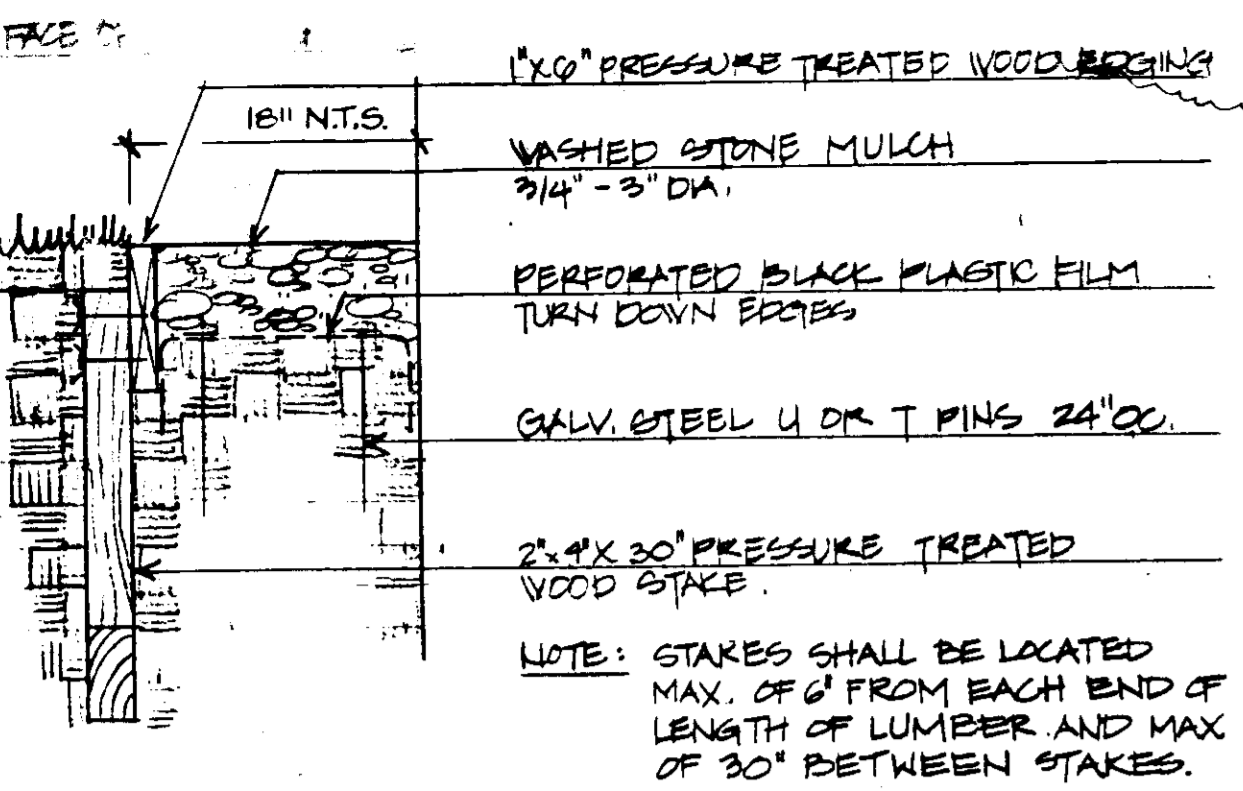 FACE
18" N.T.S.
1"X6" PRESSURE TREATED WOOD EDGING
WASHED STONE MULCH
3/4" - 3" DIA.
PERFORATED BLACK PLASTIC FILM
TURN DOWN EDGES
GALV. STEEL U OR T PINS 24" OC.
2"x4"X 30" PRESSURE TREATED
WOOD STAKE.
NOTE: STAKES SHALL BE LOCATED
MAX. OF 6" FROM EACH END OF
LENGTH OF LUMBER AND MAX
OF 30" BETWEEN STAKES.